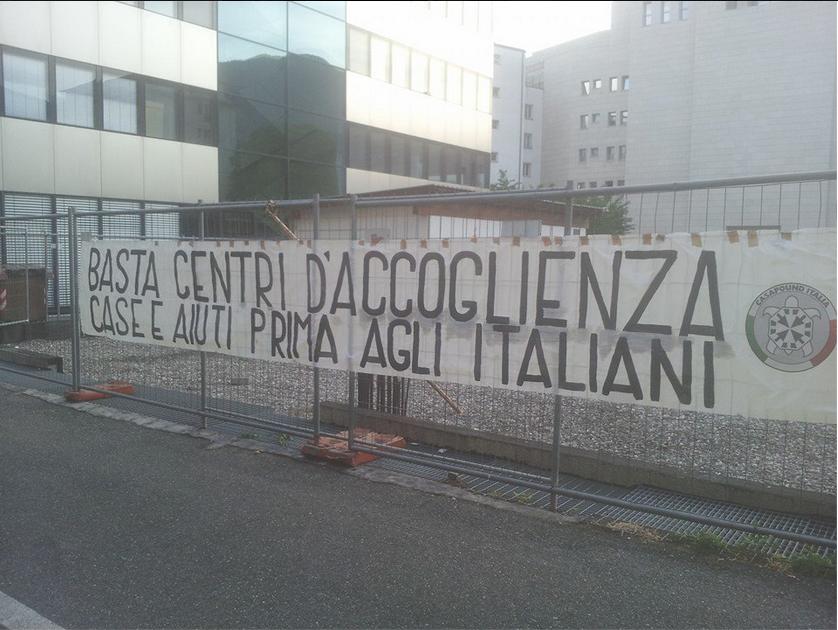 BASTA CENTRI D'ACCOGLIENZA
CASE E AIUTI PRIMA AGLI ITALIANI
CASAPOUND ITALIA